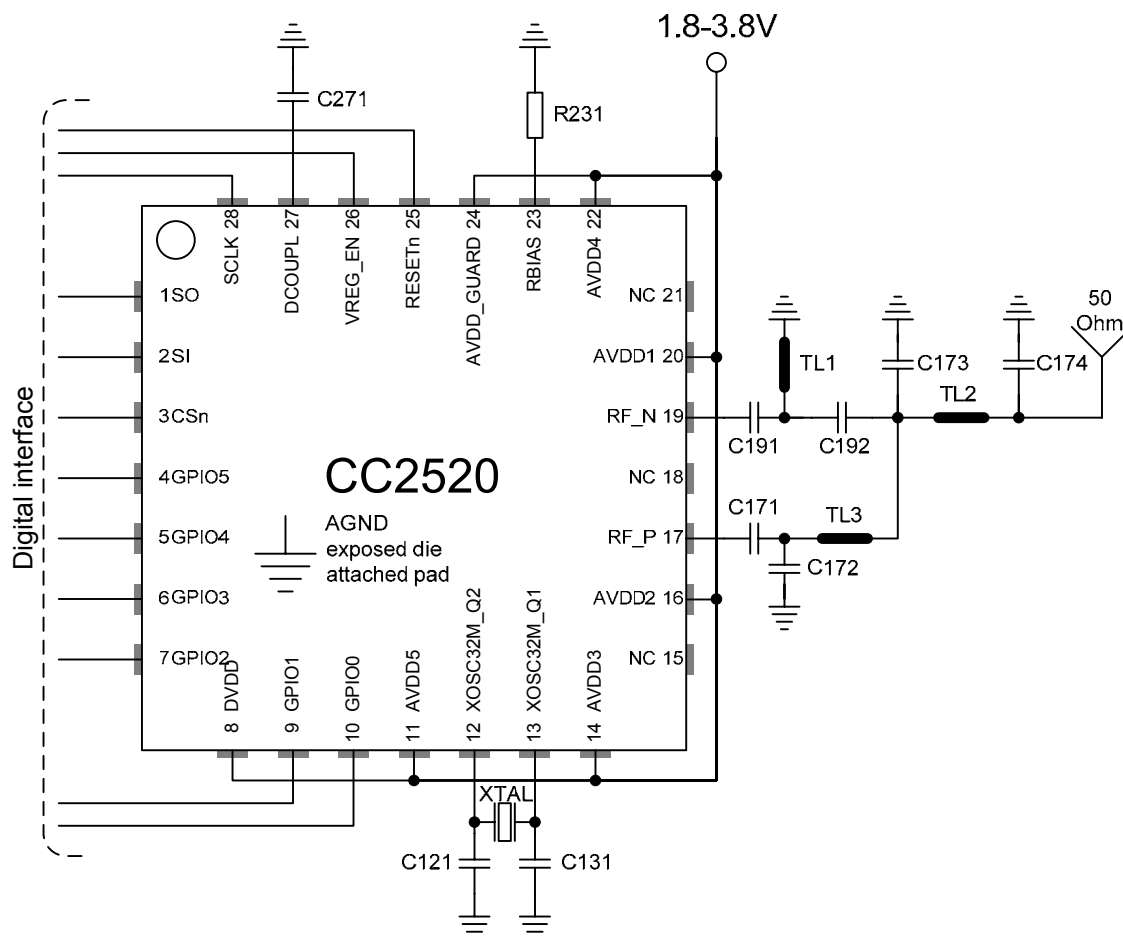 1.8-3.8V
C271
R231
SCLK 28
DCOUPL 27
VREG_EN 26
RESETn 25
AVDD_GUARD 24
RBIAS 23
AVDD4 22
1SO
NC 21
50
Ohm
2SI
AVDD1 20
TL1
C173
C174
TL2
3CSn
RF_N 19
C191
C192
Digital interface
4GPIO5
CC2520
NC 18
C171
AGND
exposed die
attached pad
5GPIO4
RF_P 17
TL3
C172
6GPIO3
AVDD2 16
7GPIO2
NC 15
8 DVDD
9 GPIO1
10 GPIO0
11 AVDD5
12 XOSC32M_Q2
13 XOSC32M_Q1
14 AVDD3
XTAL
C121
C131